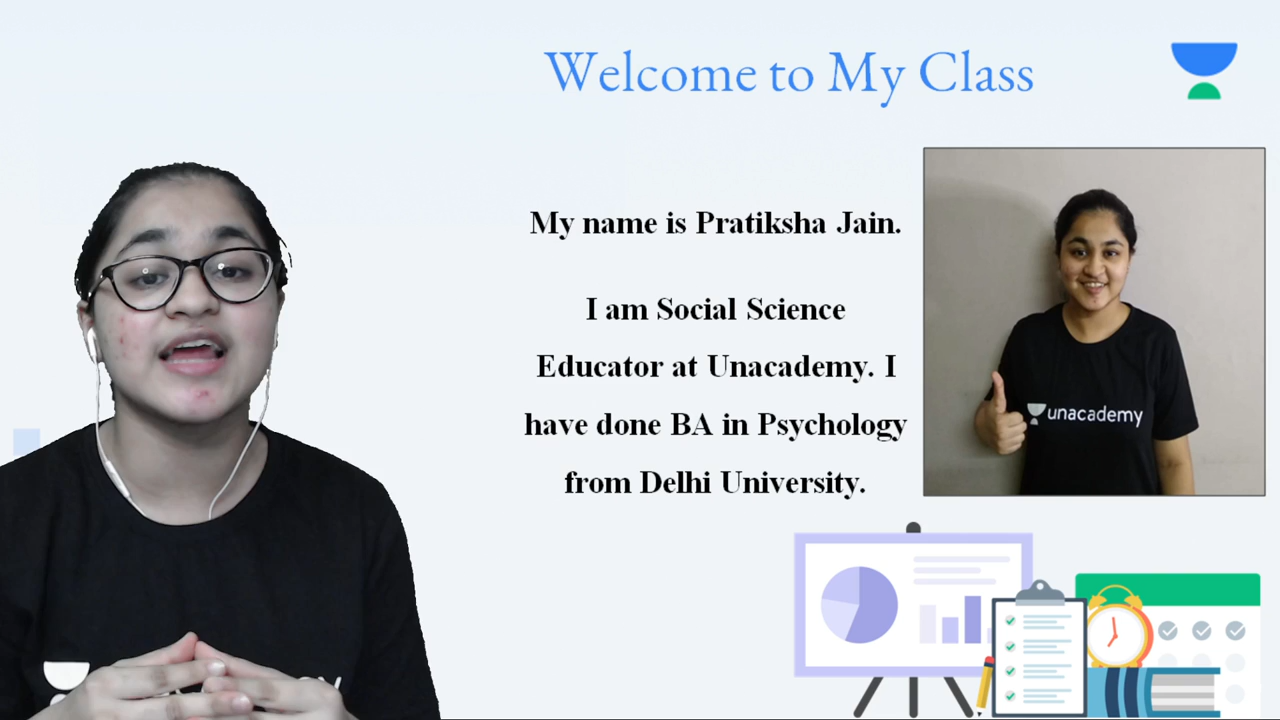 Welcome to My Class
My name is Pratiksha Jain.
I am Social Science
Educator at Unacademy. I
have done BA in Psychology
from Delhi University.
unacademy